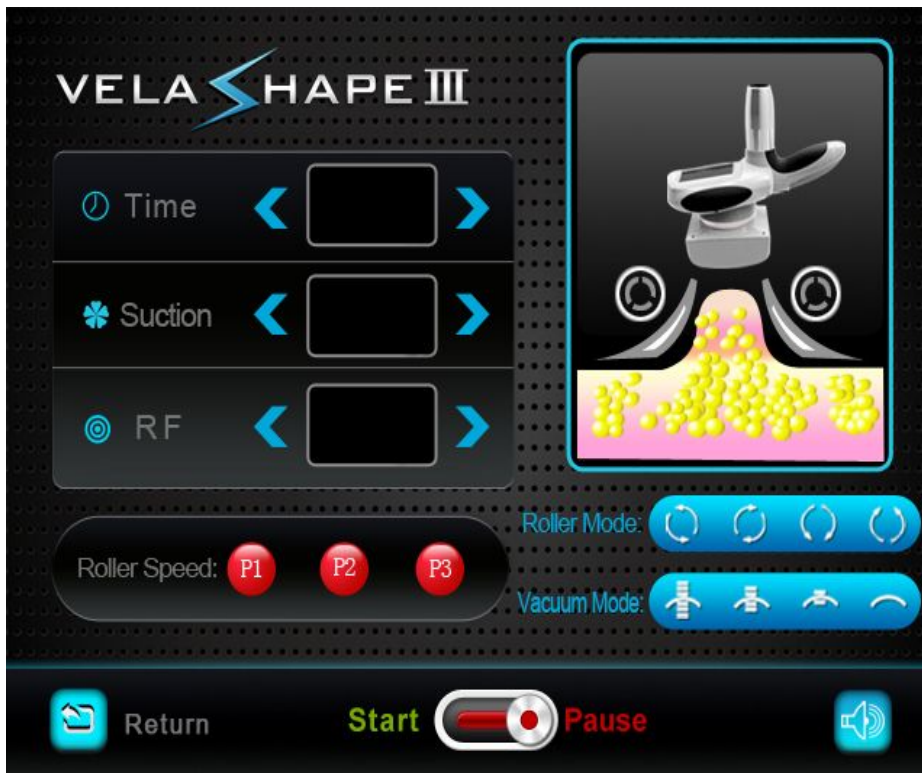 VELASHAPE III
Time
Suction
RF
Roller Mode:
Roller Speed: P1 P2 P3
Vacuum Mode:
Return
Start
Pause